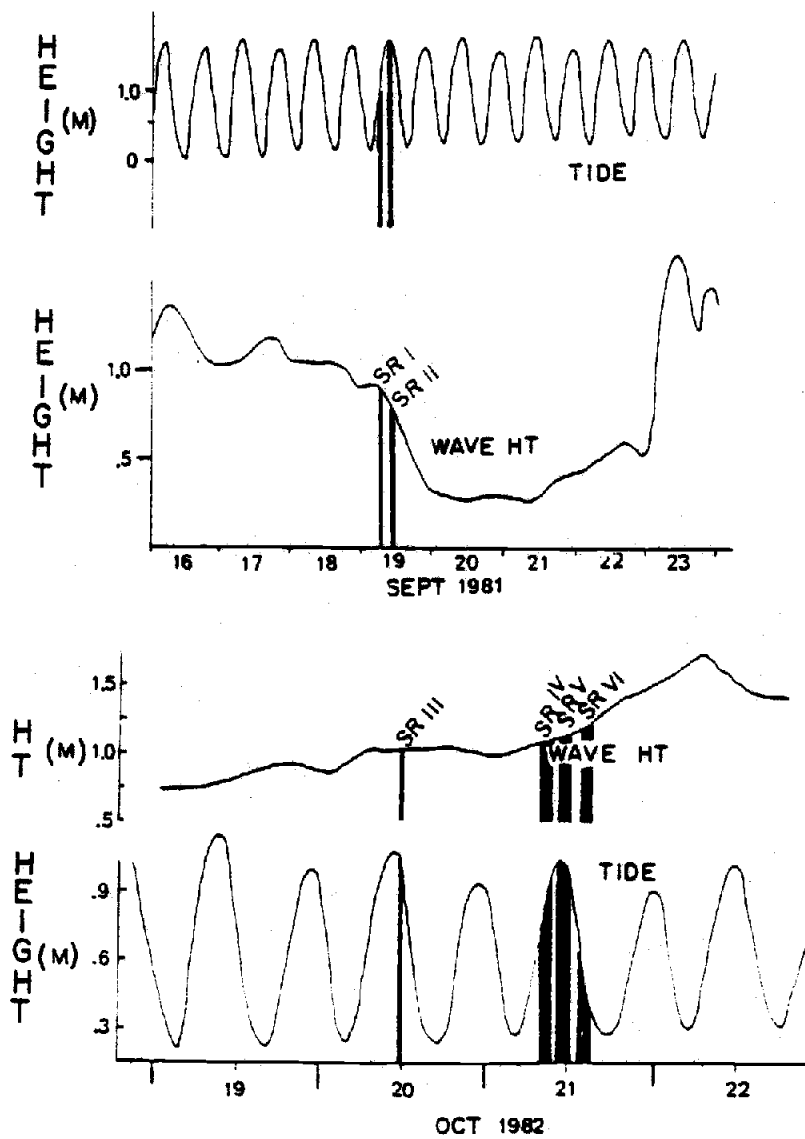 HEIGHT (M)
1.0
0
TIDE
HEIGHT (M)
1.0
.5
SR I
SR II
WAVE HT
16 17 18 19 20 21 22 23
SEPT 1981
HT (M)
1.5
1.0
.5
SR III
SR IV
SR V
SR VI
WAVE HT
HEIGHT (M)
.9
.6
.3
TIDE
19 20 21 22
OCT 1982